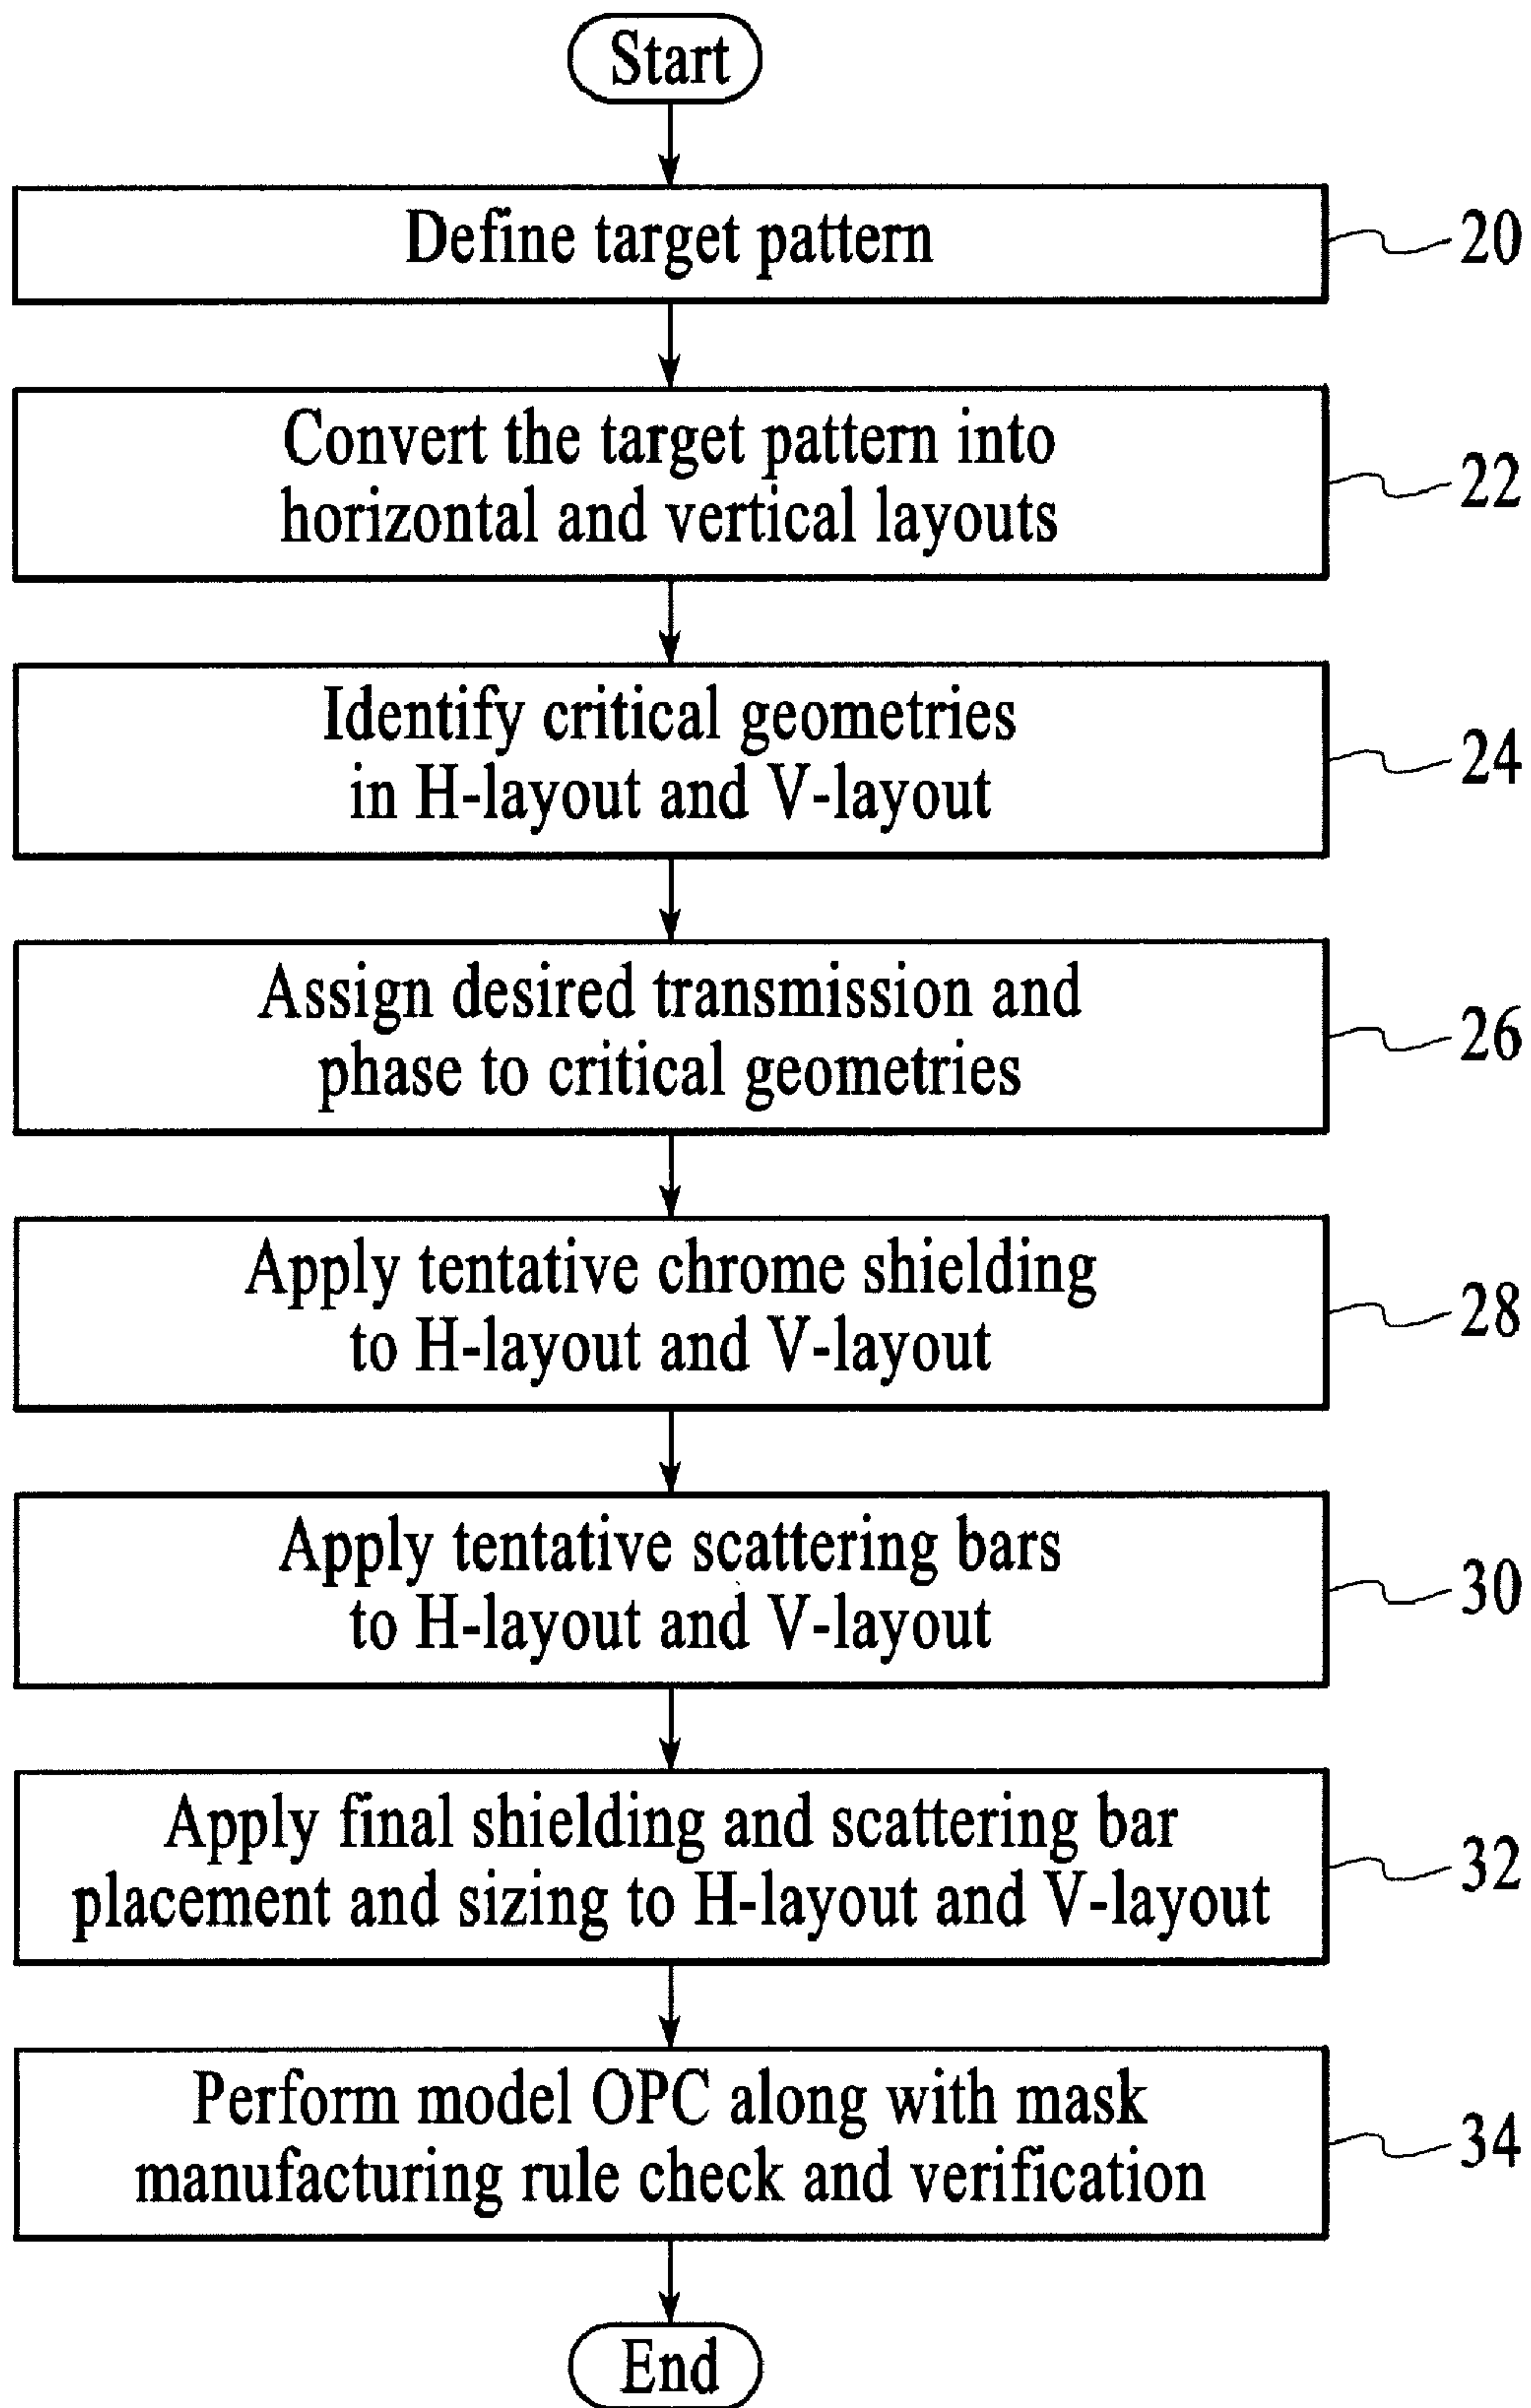 Start
Define target pattern
20
Convert the target pattern into
horizontal and vertical layouts
22
Identify critical geometries
in H-layout and V-layout
24
Assign desired transmission and
phase to critical geometries
26
Apply tentative chrome shielding
to H-layout and V-layout
28
Apply tentative scattering bars
to H-layout and V-layout
30
Apply final shielding and scattering bar
placement and sizing to H-layout and V-layout
32
Perform model OPC along with mask
manufacturing rule check and verification
34
End